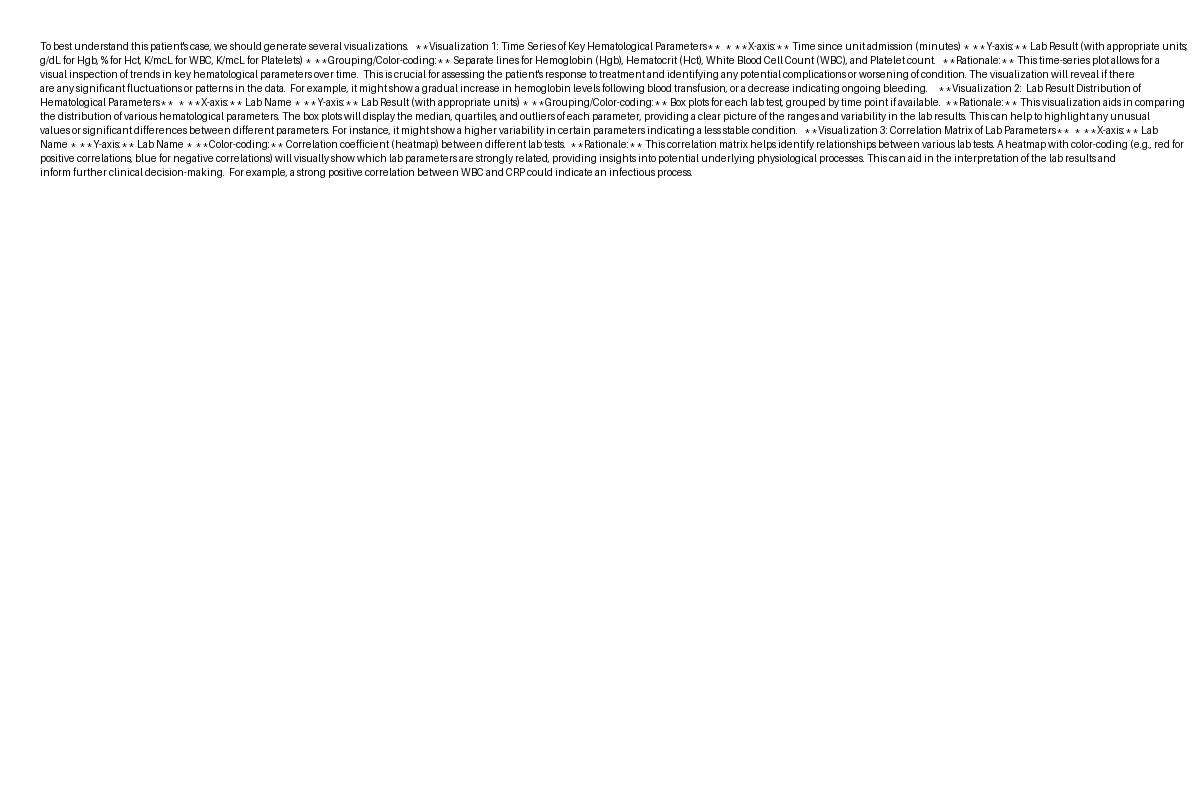 To best understand this patient's case, we should generate several visualizations.   **Visualization 1: Time Series of Key Hematological Parameters**  * **X-axis:** Time since unit admission (minutes) * **Y-axis:** Lab Result (with appropriate units;
g/dL for Hgb, % for Hct, K/mcL for WBC, K/mcL for Platelets) * **Grouping/Color-coding:** Separate lines for Hemoglobin (Hgb), Hematocrit (Hct), White Blood Cell Count (WBC), and Platelet count.   **Rationale:** This time-series plot allows for a
visual inspection of trends in key hematological parameters over time.  This is crucial for assessing the patient's response to treatment and identifying any potential complications or worsening of condition. The visualization will reveal if there
are any significant fluctuations or patterns in the data.  For example, it might show a gradual increase in hemoglobin levels following blood transfusion, or a decrease indicating ongoing bleeding.    **Visualization 2:  Lab Result Distribution of
Hematological Parameters**  * **X-axis:** Lab Name * **Y-axis:** Lab Result (with appropriate units) * **Grouping/Color-coding:** Box plots for each lab test, grouped by time point if available.   **Rationale:** This visualization aids in comparing
the distribution of various hematological parameters. The box plots will display the median, quartiles, and outliers of each parameter, providing a clear picture of the ranges and variability in the lab results. This can help to highlight any unusual
values or significant differences between different parameters. For instance, it might show a higher variability in certain parameters indicating a less stable condition.   **Visualization 3: Correlation Matrix of Lab Parameters**  * **X-axis:** Lab
Name * **Y-axis:** Lab Name * **Color-coding:** Correlation coefficient (heatmap) between different lab tests.  **Rationale:** This correlation matrix helps identify relationships between various lab tests. A heatmap with color-coding (e.g., red for
positive correlations, blue for negative correlations) will visually show which lab parameters are strongly related, providing insights into potential underlying physiological processes. This can aid in the interpretation of the lab results and
inform further clinical decision-making.  For example, a strong positive correlation between WBC and CRP could indicate an infectious process.